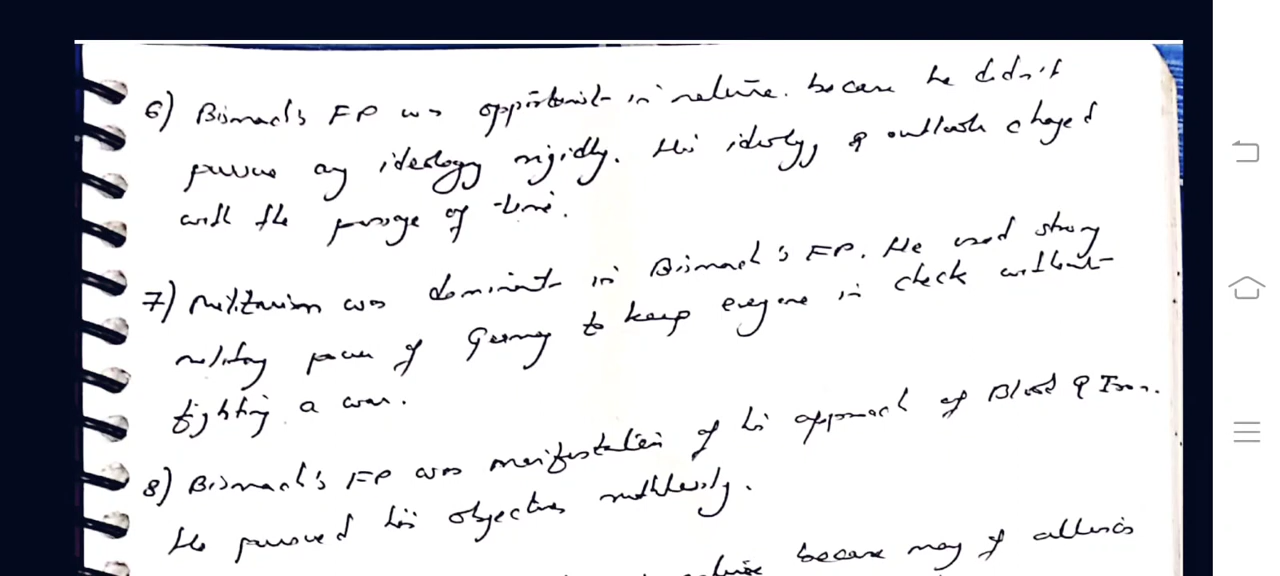 6) Bismarck's FP was opportunist in nature. because he didn't
pursue any ideology rigidly. His ideology & outlook changed
with the passage of time.
7) Militarism was dominant in Bismarck's FP. He used strong
military power of Germany to keep everyone in check without
fighting a war.
8) Bismarck's FP was manifestation of his approach of Blood & Iron.
He pursued his objectives ruthlessly.
nature because many of alliances